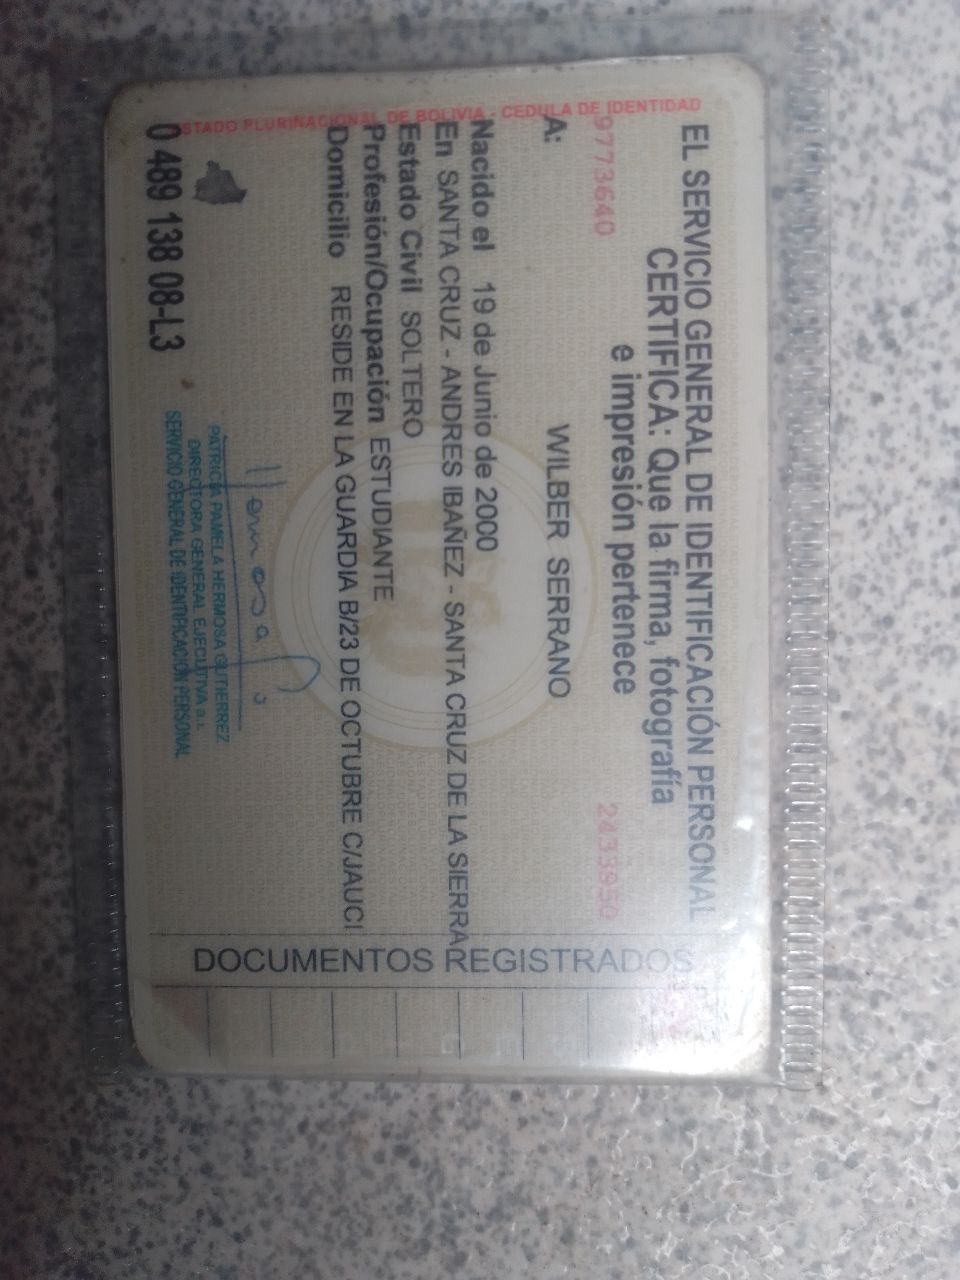 ESTADO PLURINACIONAL DE BOLIVIA - CEDULA DE IDENTIDAD
EL SERVICIO GENERAL DE IDENTIFICACIÓN PERSONAL
CERTIFICA: Que la firma, fotografía
e impresión pertenece
9773640 2433950
A: WILBER SERRANO
Nacido el 19 de Junio de 2000
En SANTA CRUZ - ANDRES IBAÑEZ - SANTA CRUZ DE LA SIERRA
Estado Civil SOLTERO
Profesión/Ocupación ESTUDIANTE
Domicilio RESIDE EN LA GUARDIA B/23 DE OCTUBRE C/JAUCI
PATRICIA PAMELA HERMOSA GUTIERREZ
DIRECTORA GENERAL EJECUTIVA a.i.
SERVICIO GENERAL DE IDENTIFICACIÓN PERSONAL
0 489 138 08-L3
DOCUMENTOS REGISTRADOS